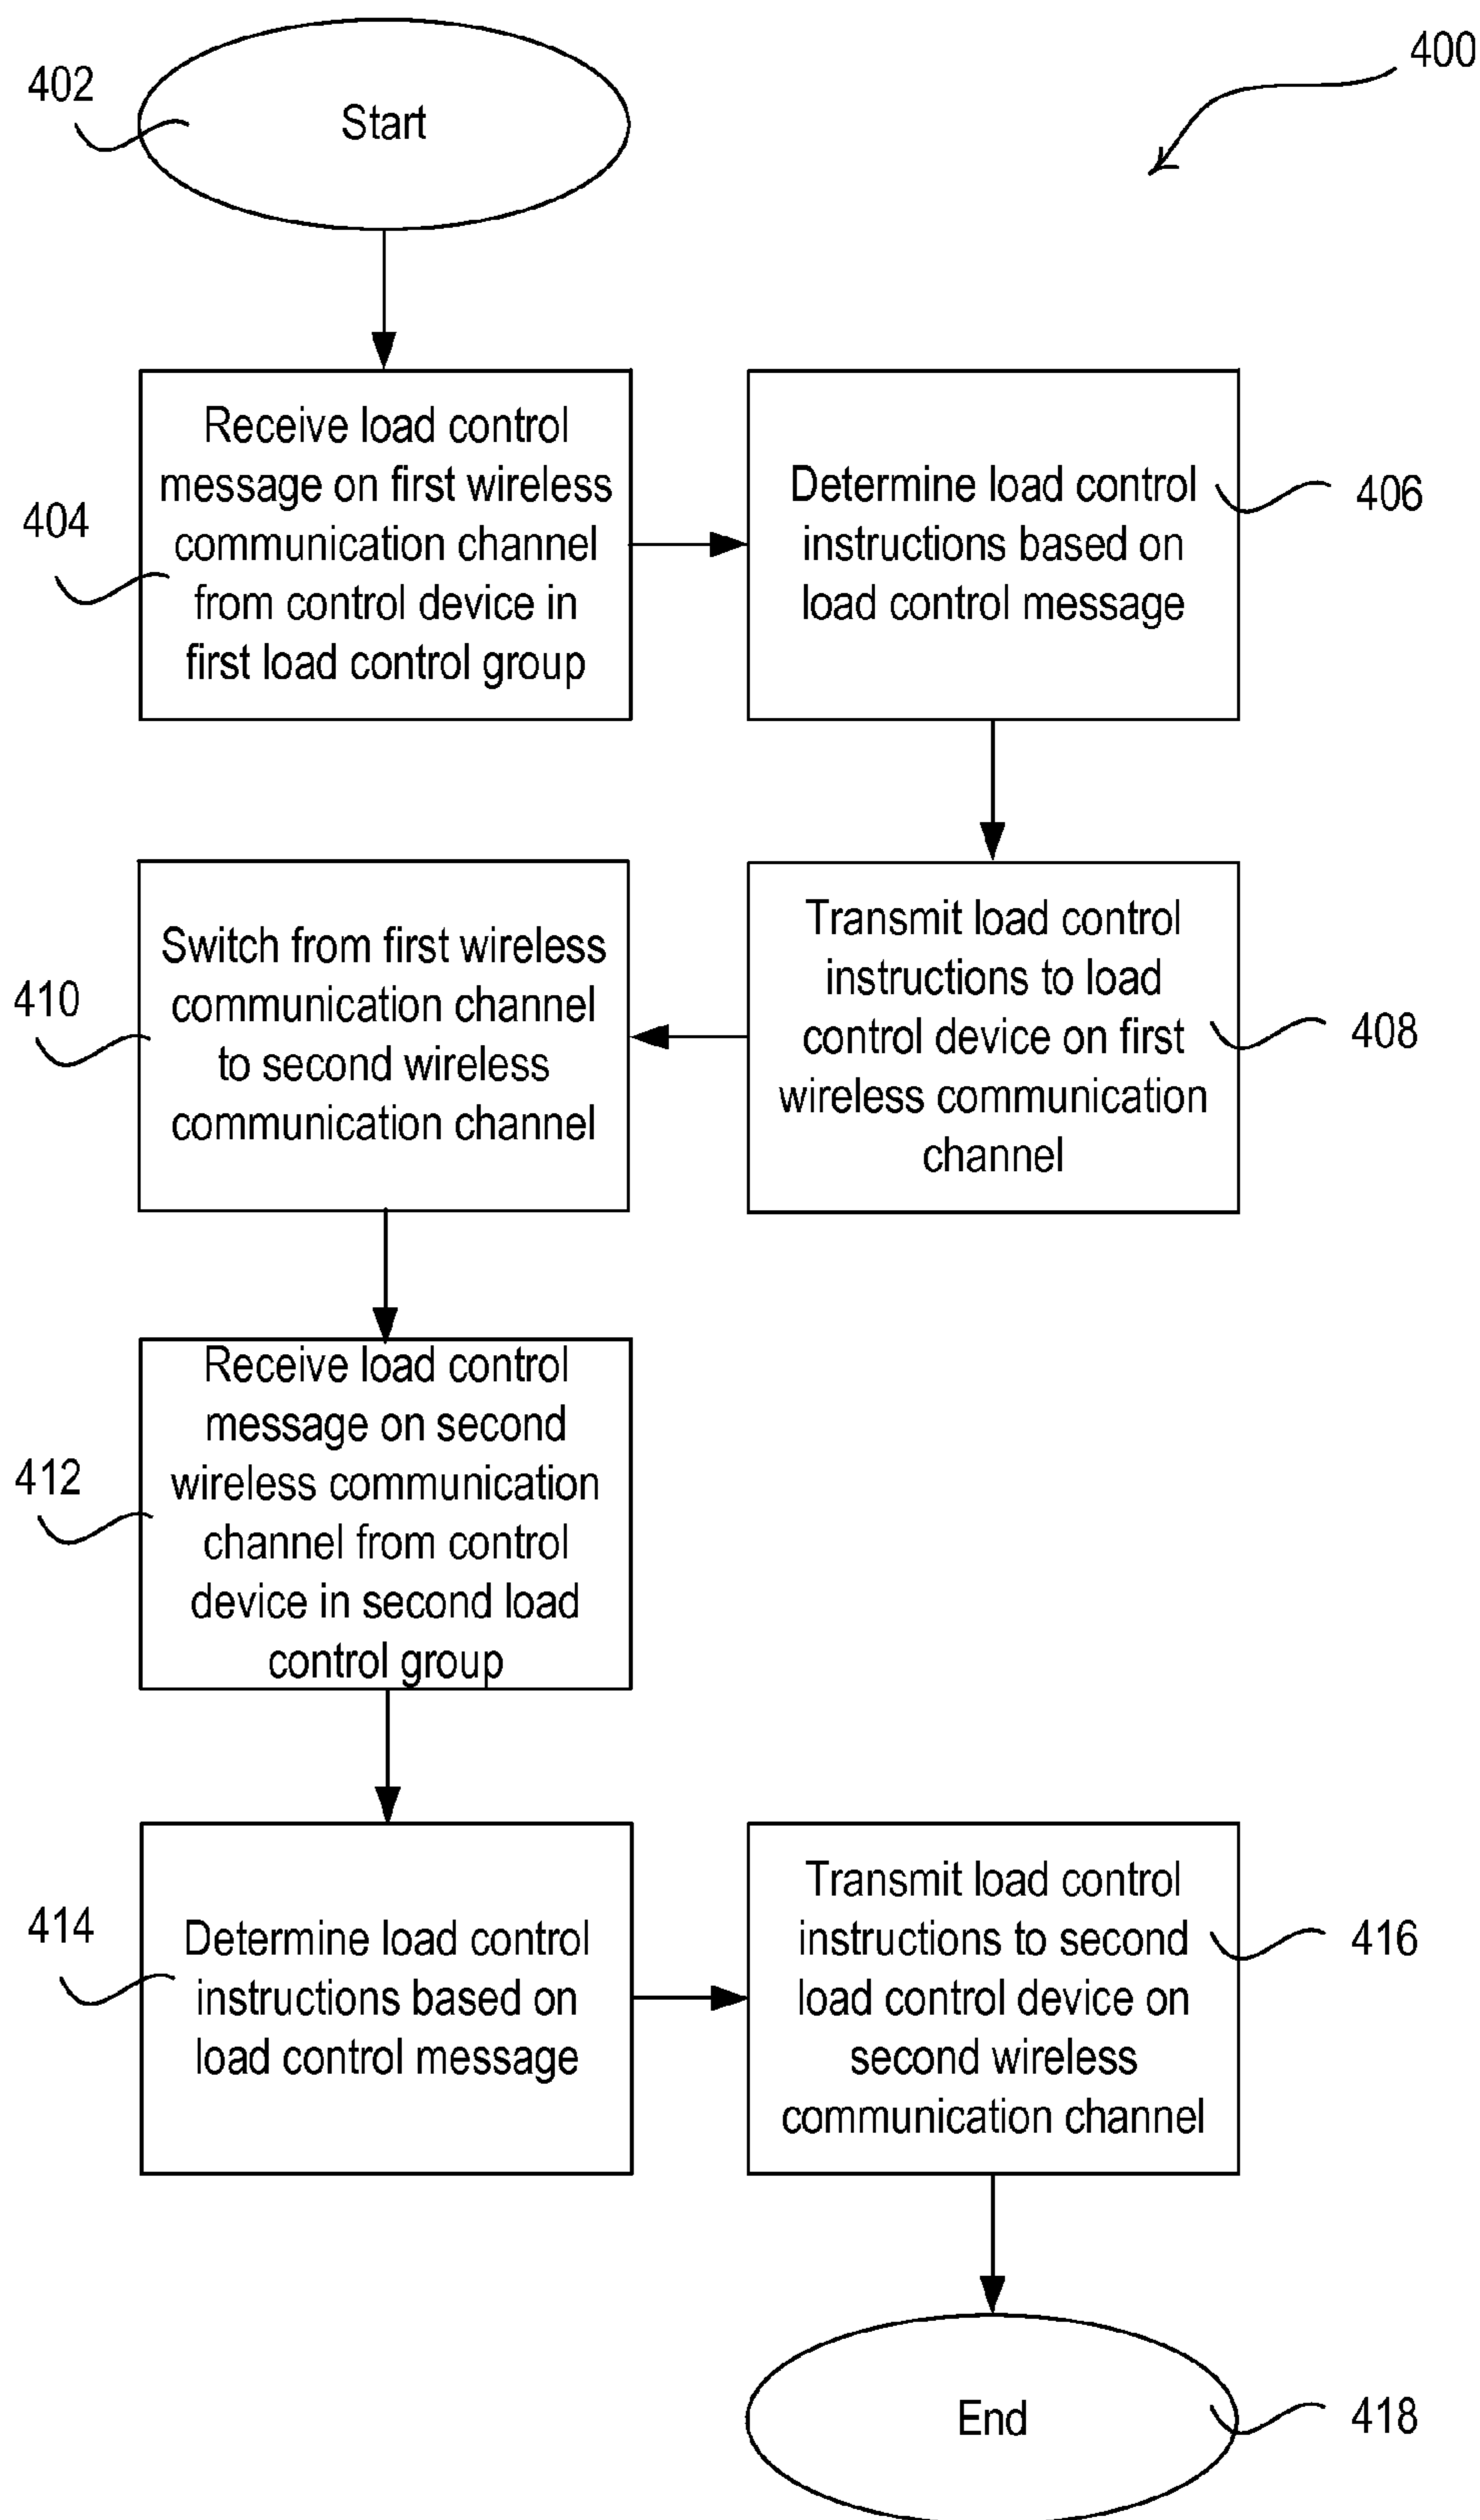 400
402
Start
404
Receive load control
message on first wireless
communication channel
from control device in
first load control group
Determine load control
instructions based on
load control message
406
Transmit load control
instructions to load
control device on first
wireless communication
channel
408
410
Switch from first wireless
communication channel
to second wireless
communication channel
412
Receive load control
message on second
wireless communication
channel from control
device in second load
control group
414
Determine load control
instructions based on
load control message
Transmit load control
instructions to second
load control device on
second wireless
communication channel
416
End
418